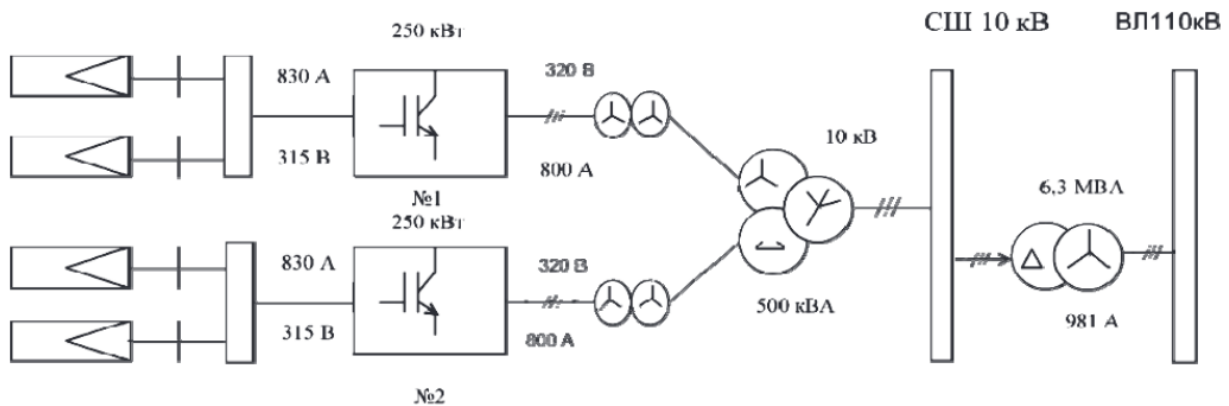 СШ 10 кВ
ВЛ110кВ
250 кВт
830 А
320 В
315 В
800 А
10 кВ
№1
6,3 МВА
250 кВт
830 А
320 В
315 В
800 А
500 кВА
981 А
№2